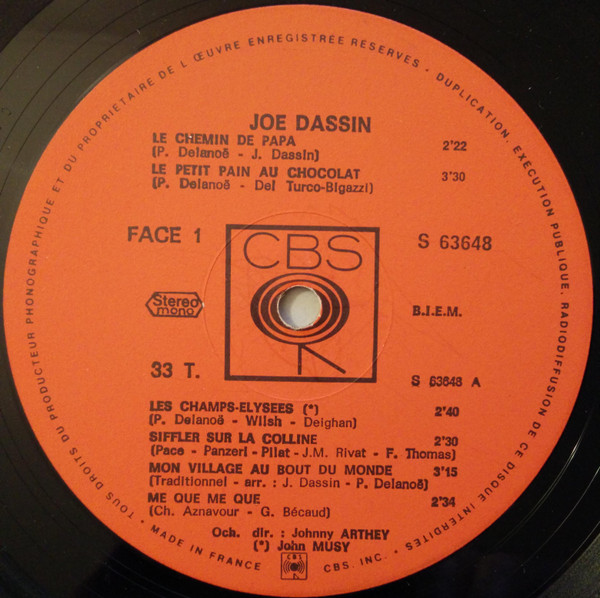 TOUS DROITS DU PRODUCTEUR PHONOGRAPHIQUE ET DU PROPRIETAIRE DE L ŒUVRE ENREGISTRÉE RESERVES - DUPLICATION, EXÉCUTION PUBLIQUE, RADIODIFFUSION DE CE DISQUE INTERDITES
JOE DASSIN
LE CHEMIN DE PAPA 2'22
(P. Delanoë - J. Dassin)
LE PETIT PAIN AU CHOCOLAT 3'30
(P. Delanoë - Del Turco-Bigazzi)
FACE 1
CBS
S 63648
Stereo
mono
B.I.E.M.
33 T.
S 63648 A
LES CHAMPS-ELYSEES (*) 2'40
(P. Delanoë - Wilsh - Deighan)
SIFFLER SUR LA COLLINE 2'30
(Pace - Panzeri - Pilat - J.M. Rivat - F. Thomas)
MON VILLAGE AU BOUT DU MONDE 3'15
(Traditionnel - arr. : J. Dassin - P. Delanoë)
ME QUE ME QUE 2'34
(Ch. Aznavour - G. Bécaud)
Och. dir. : Johnny ARTHEY
(*) John MUSY
MADE IN FRANCE
CBS
CBS. INC.